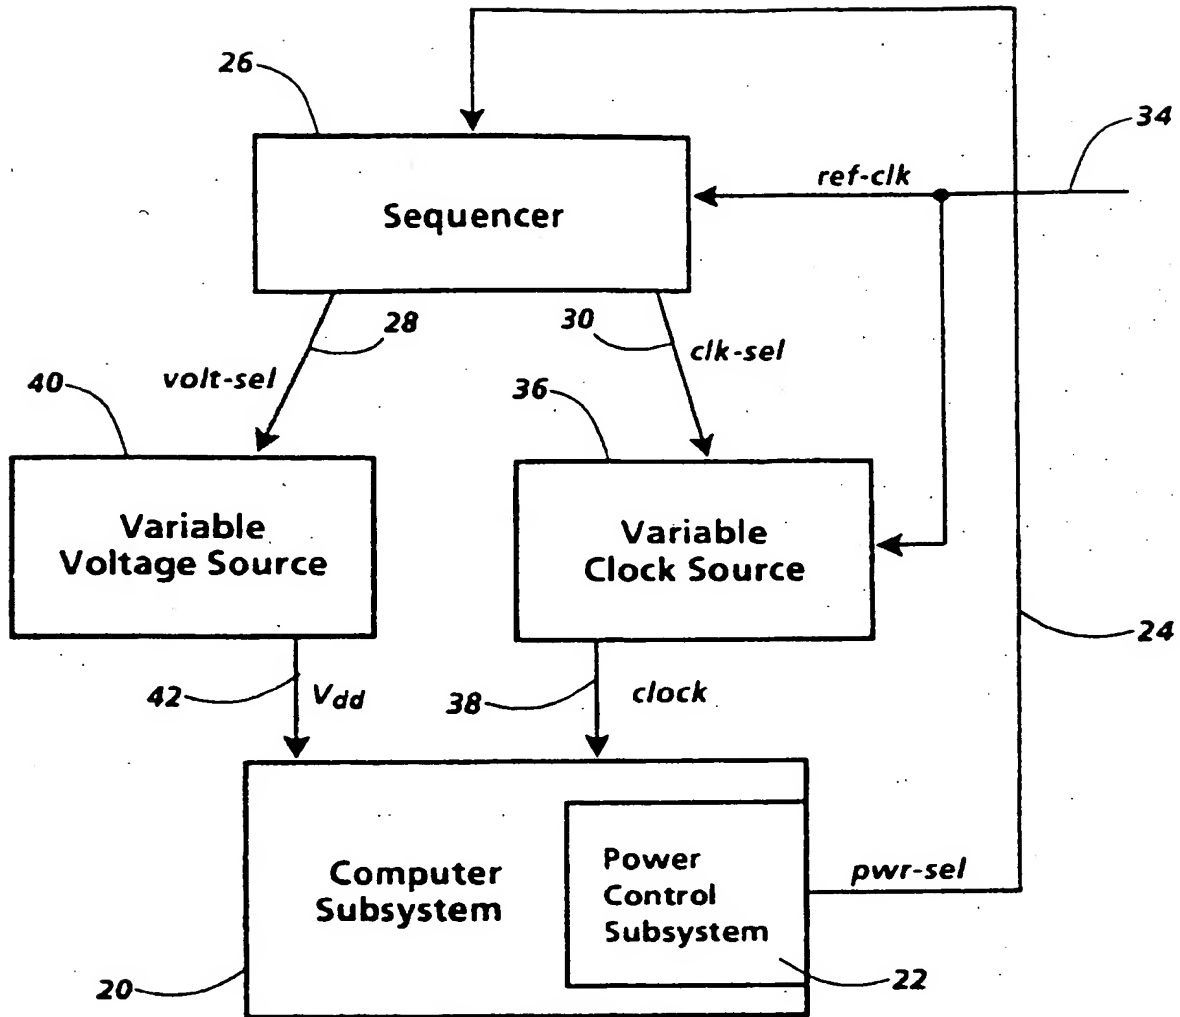 26
34
ref-clk
Sequencer
28
30
clk-sel
volt-sel
40
36
Variable
Voltage Source
Variable
Clock Source
24
42
Vdd
38
clock
Computer
Subsystem
Power
Control
Subsystem
pwr-sel
20
22